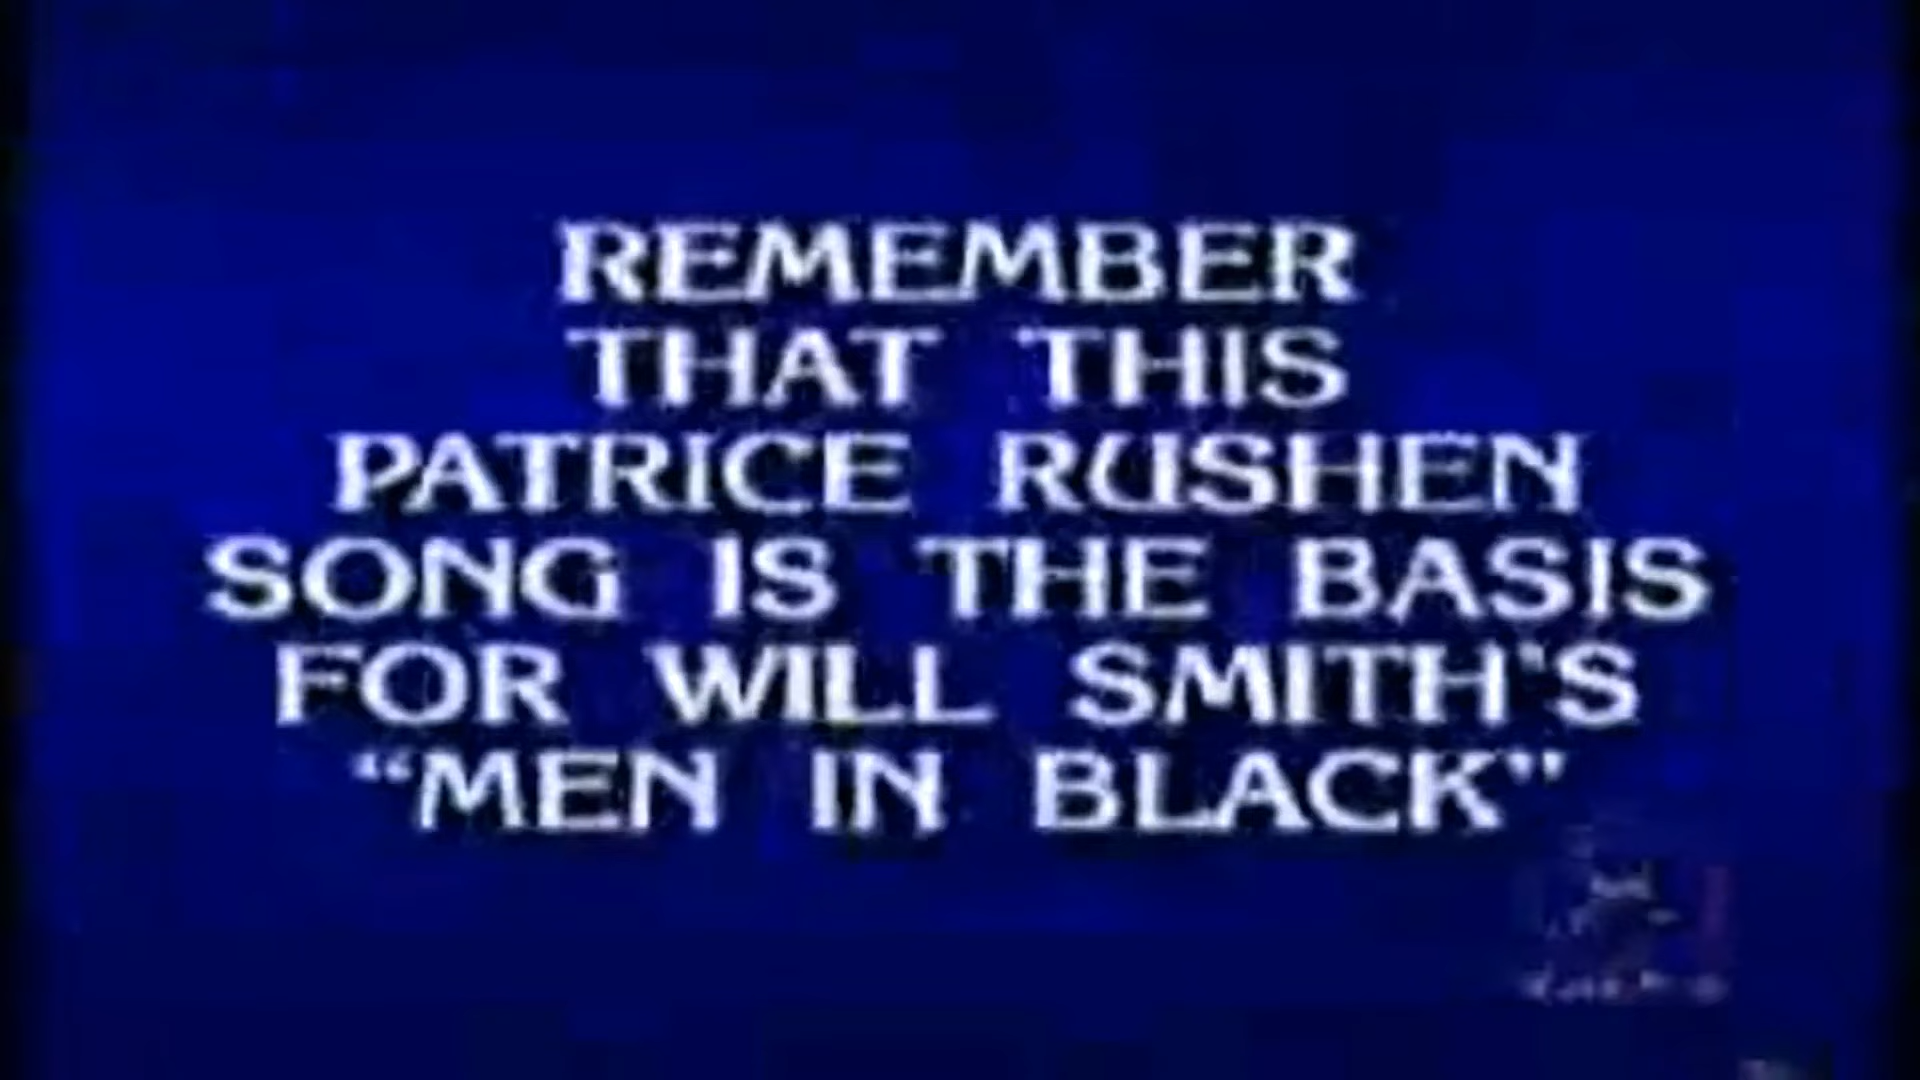 REMEMBER
THAT THIS
PATRICE RUSHEN
SONG IS THE BASIS
FOR WILL SMITH'S
“MEN IN BLACK”